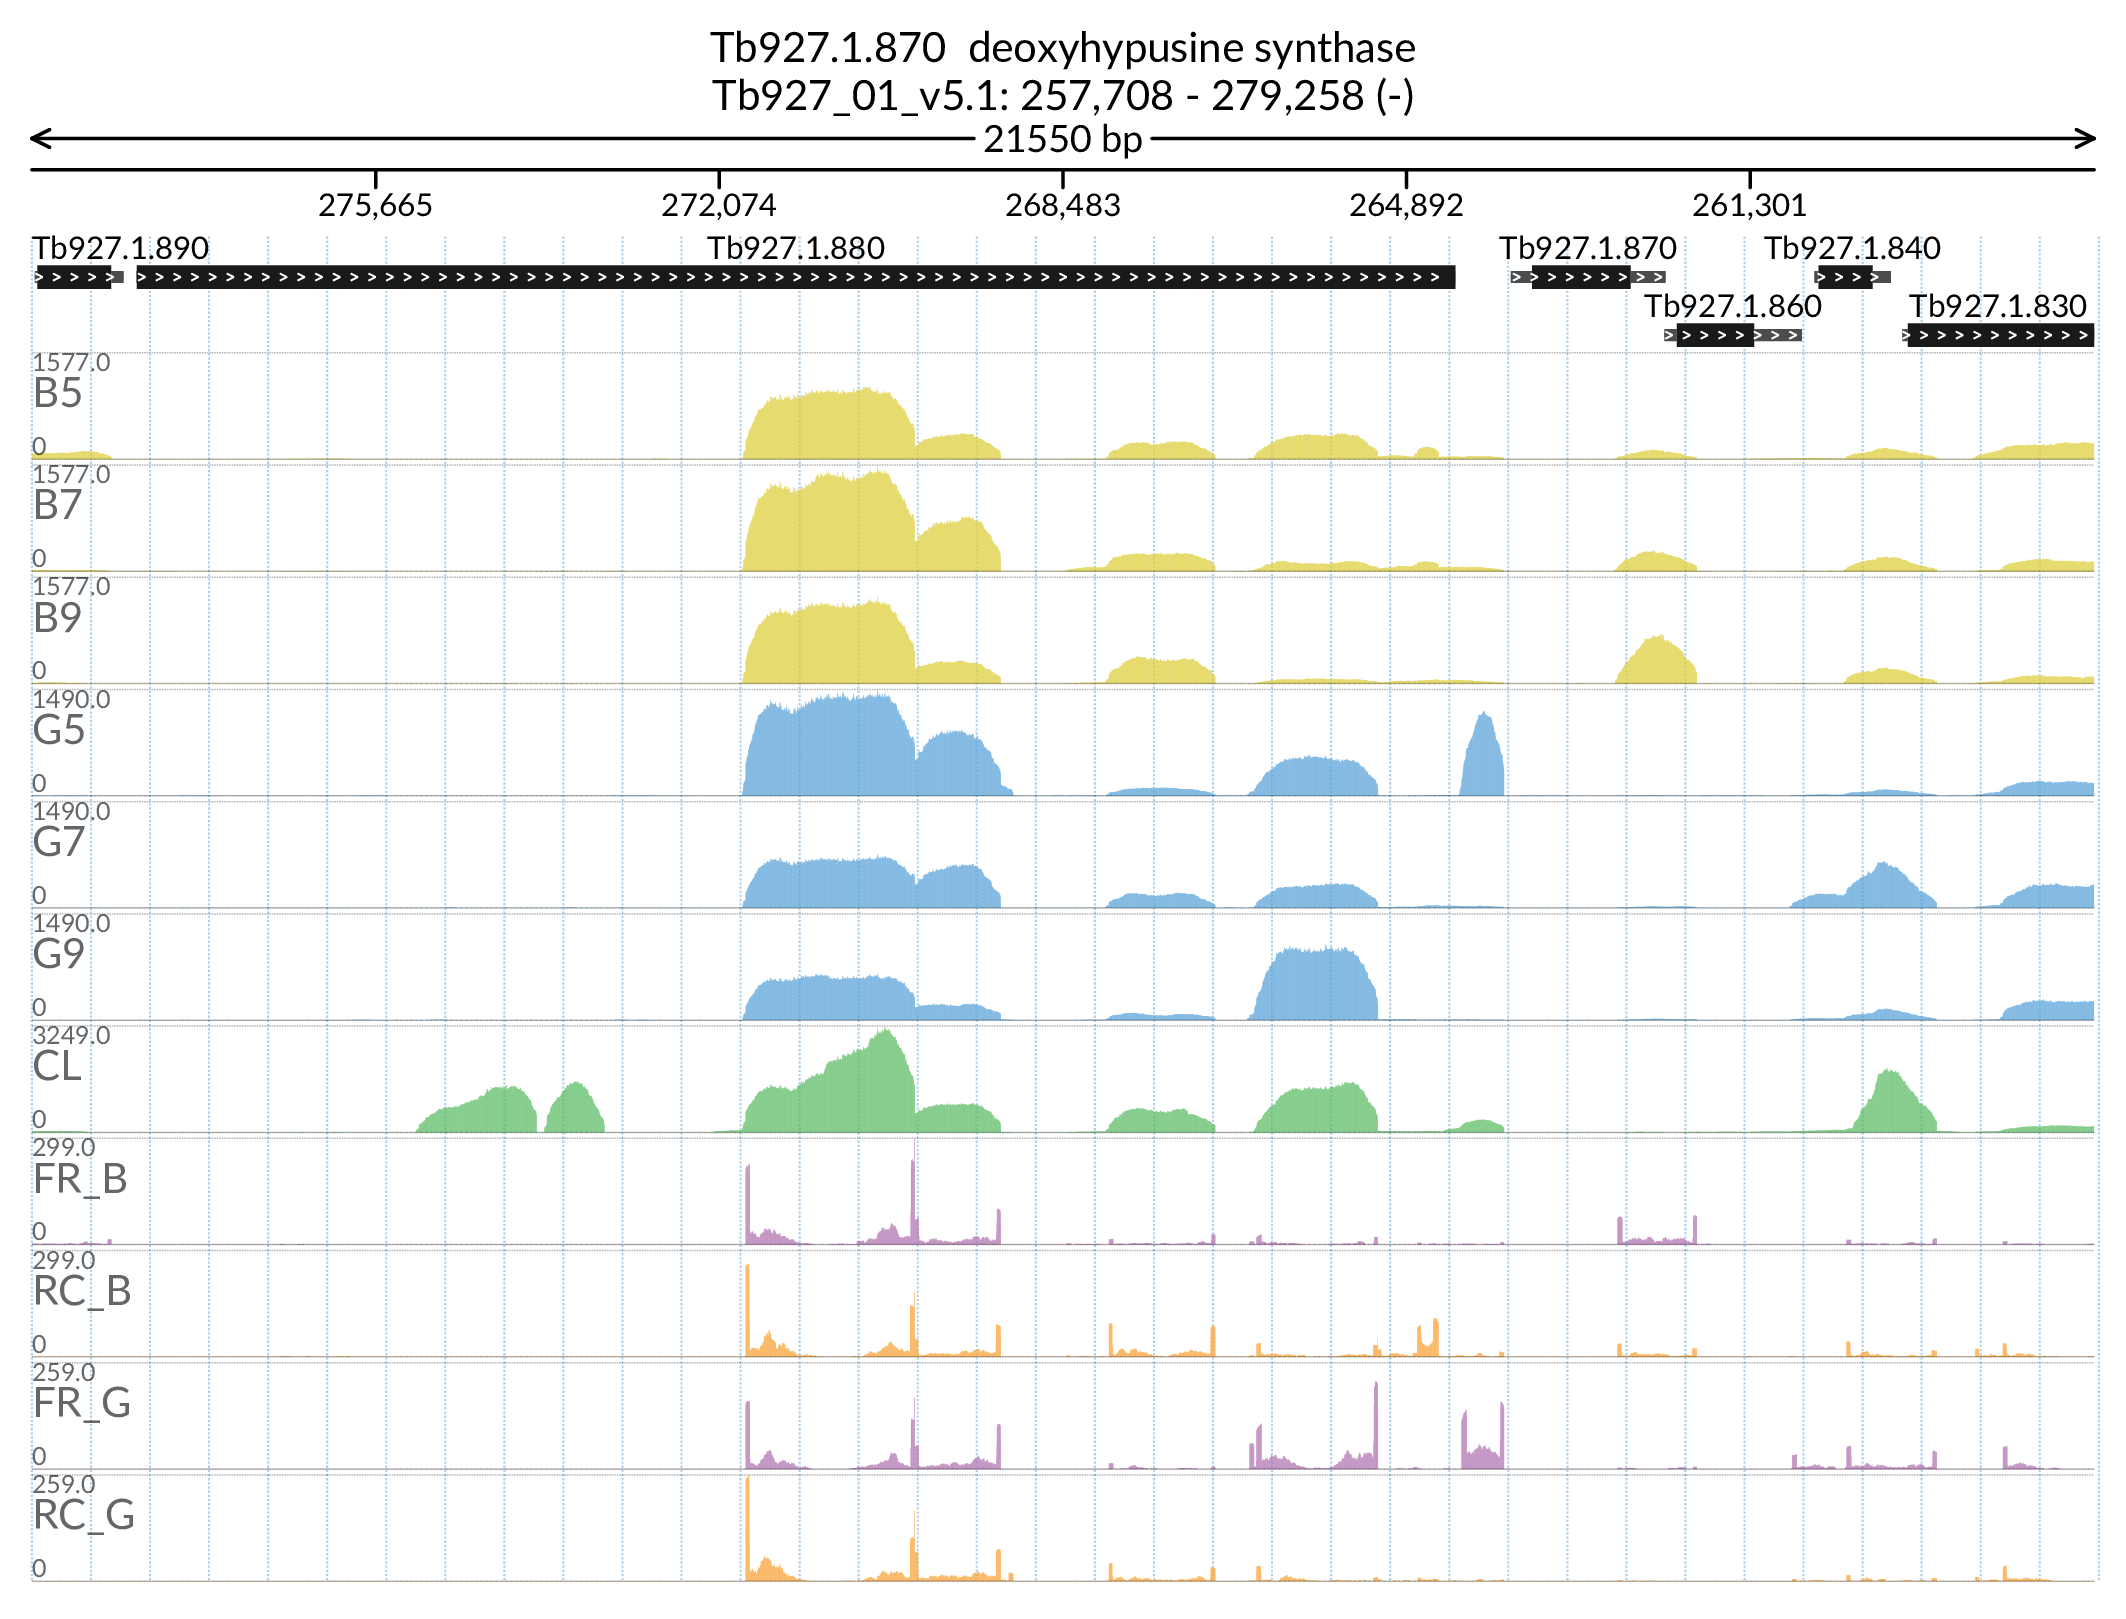 Tb927.1.870  deoxyhypusine synthase
Tb927_01_v5.1: 257,708 - 279,258 (-)
21550 bp
275,665 272,074 268,483 264,892 261,301
Tb927.1.890 Tb927.1.880 Tb927.1.870 Tb927.1.840
Tb927.1.860 Tb927.1.830
1577.0
B5
0
1577.0
B7
0
1577.0
B9
0
1490.0
G5
0
1490.0
G7
0
1490.0
G9
0
3249.0
CL
0
299.0
FR_B
0
299.0
RC_B
0
259.0
FR_G
0
259.0
RC_G
0